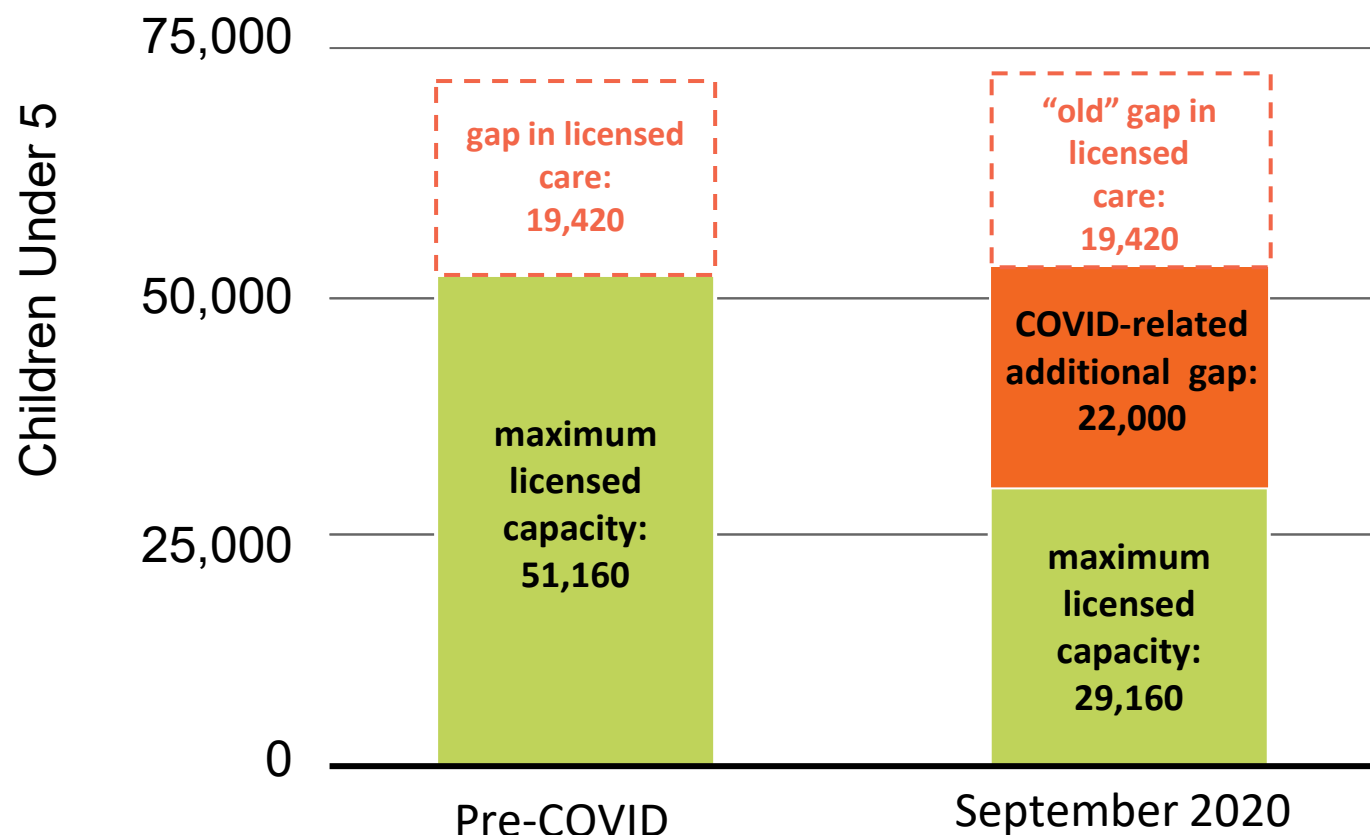 75,000
50,000
25,000
0
Children Under 5
gap in licensed
care:
19,420
maximum
licensed
capacity:
51,160
“old” gap in
licensed
care:
19,420
COVID-related
additional gap:
22,000
maximum
licensed
capacity:
29,160
Pre-COVID
September 2020